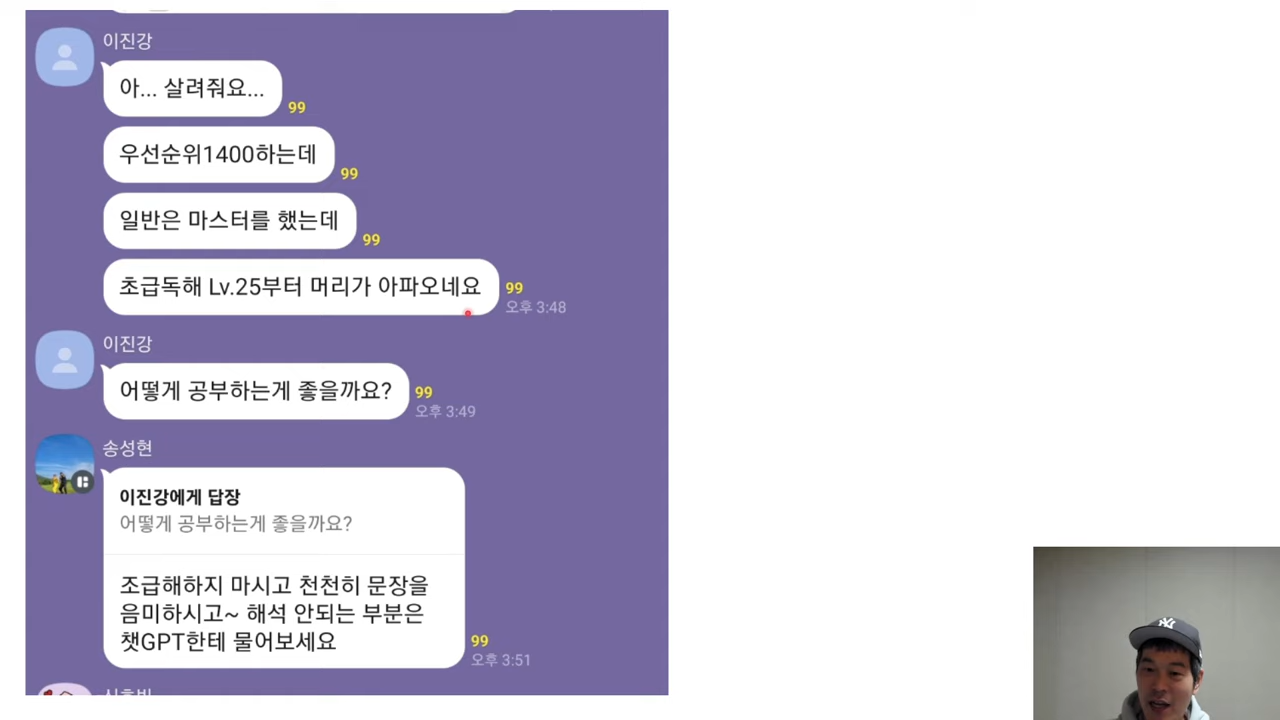 이진강
아... 살려줘요...
99
우선순위1400하는데
99
일반은 마스터를 했는데
99
초급독해 Lv.25부터 머리가 아파오네요
99
오후 3:48
이진강
어떻게 공부하는게 좋을까요?
99
오후 3:49
송성현
이진강에게 답장
어떻게 공부하는게 좋을까요?
조급해하지 마시고 천천히 문장을
음미하시고~ 해석 안되는 부분은
챗GPT한테 물어보세요
99
오후 3:51